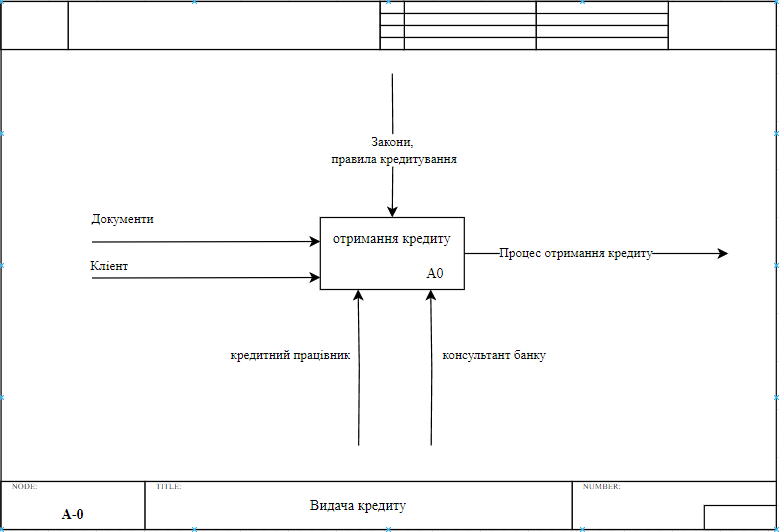 Закони,
правила кредитування
Документи
отримання кредиту
Процес отримання кредиту
Клієнт
A0
кредитний працівник
консультант банку
NODE:
TITLE:
NUMBER:
A-0
Видача кредиту